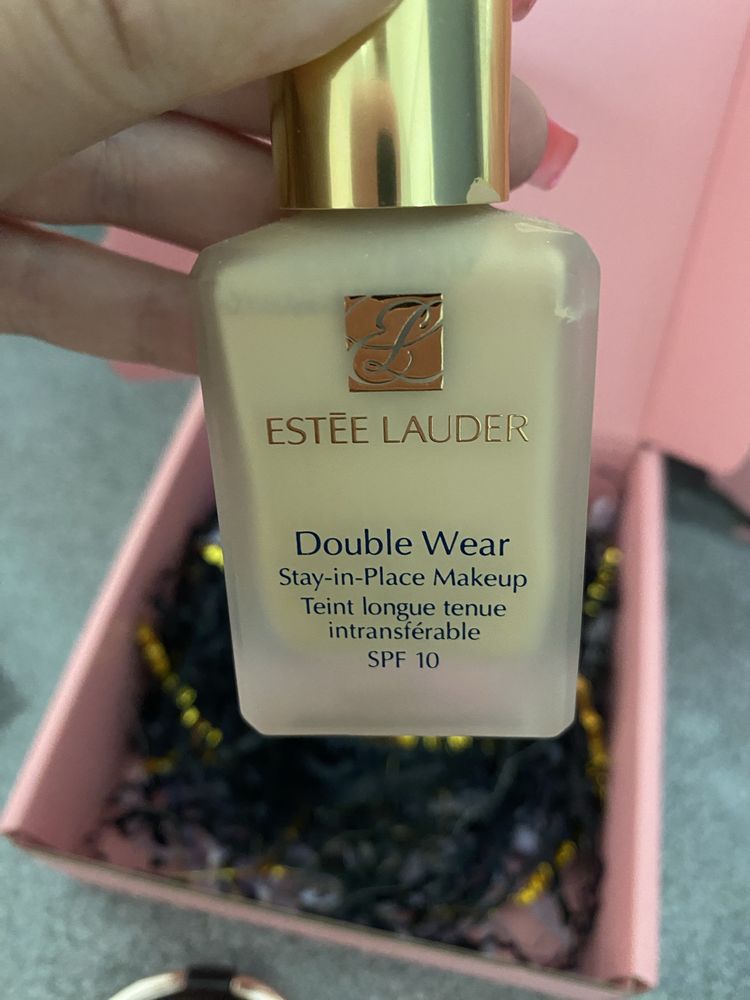 EL
ESTĒE LAUDER
Double Wear
Stay-in-Place Makeup
Teint longue tenue
intransférable
SPF 10